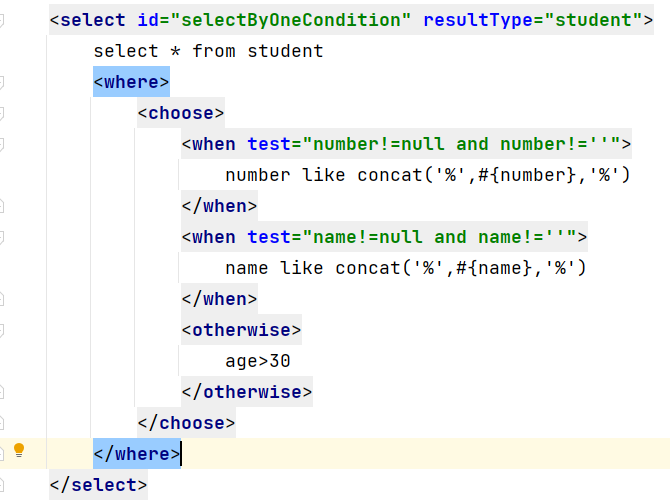 <select id="selectByOneCondition" resultType="student">
    select * from student
    <where>
        <choose>
            <when test="number!=null and number!=''">
                number like concat('%',#{number},'%')
            </when>
            <when test="name!=null and name!=''">
                name like concat('%',#{name},'%')
            </when>
            <otherwise>
                age>30
            </otherwise>
        </choose>
    </where>
</select>